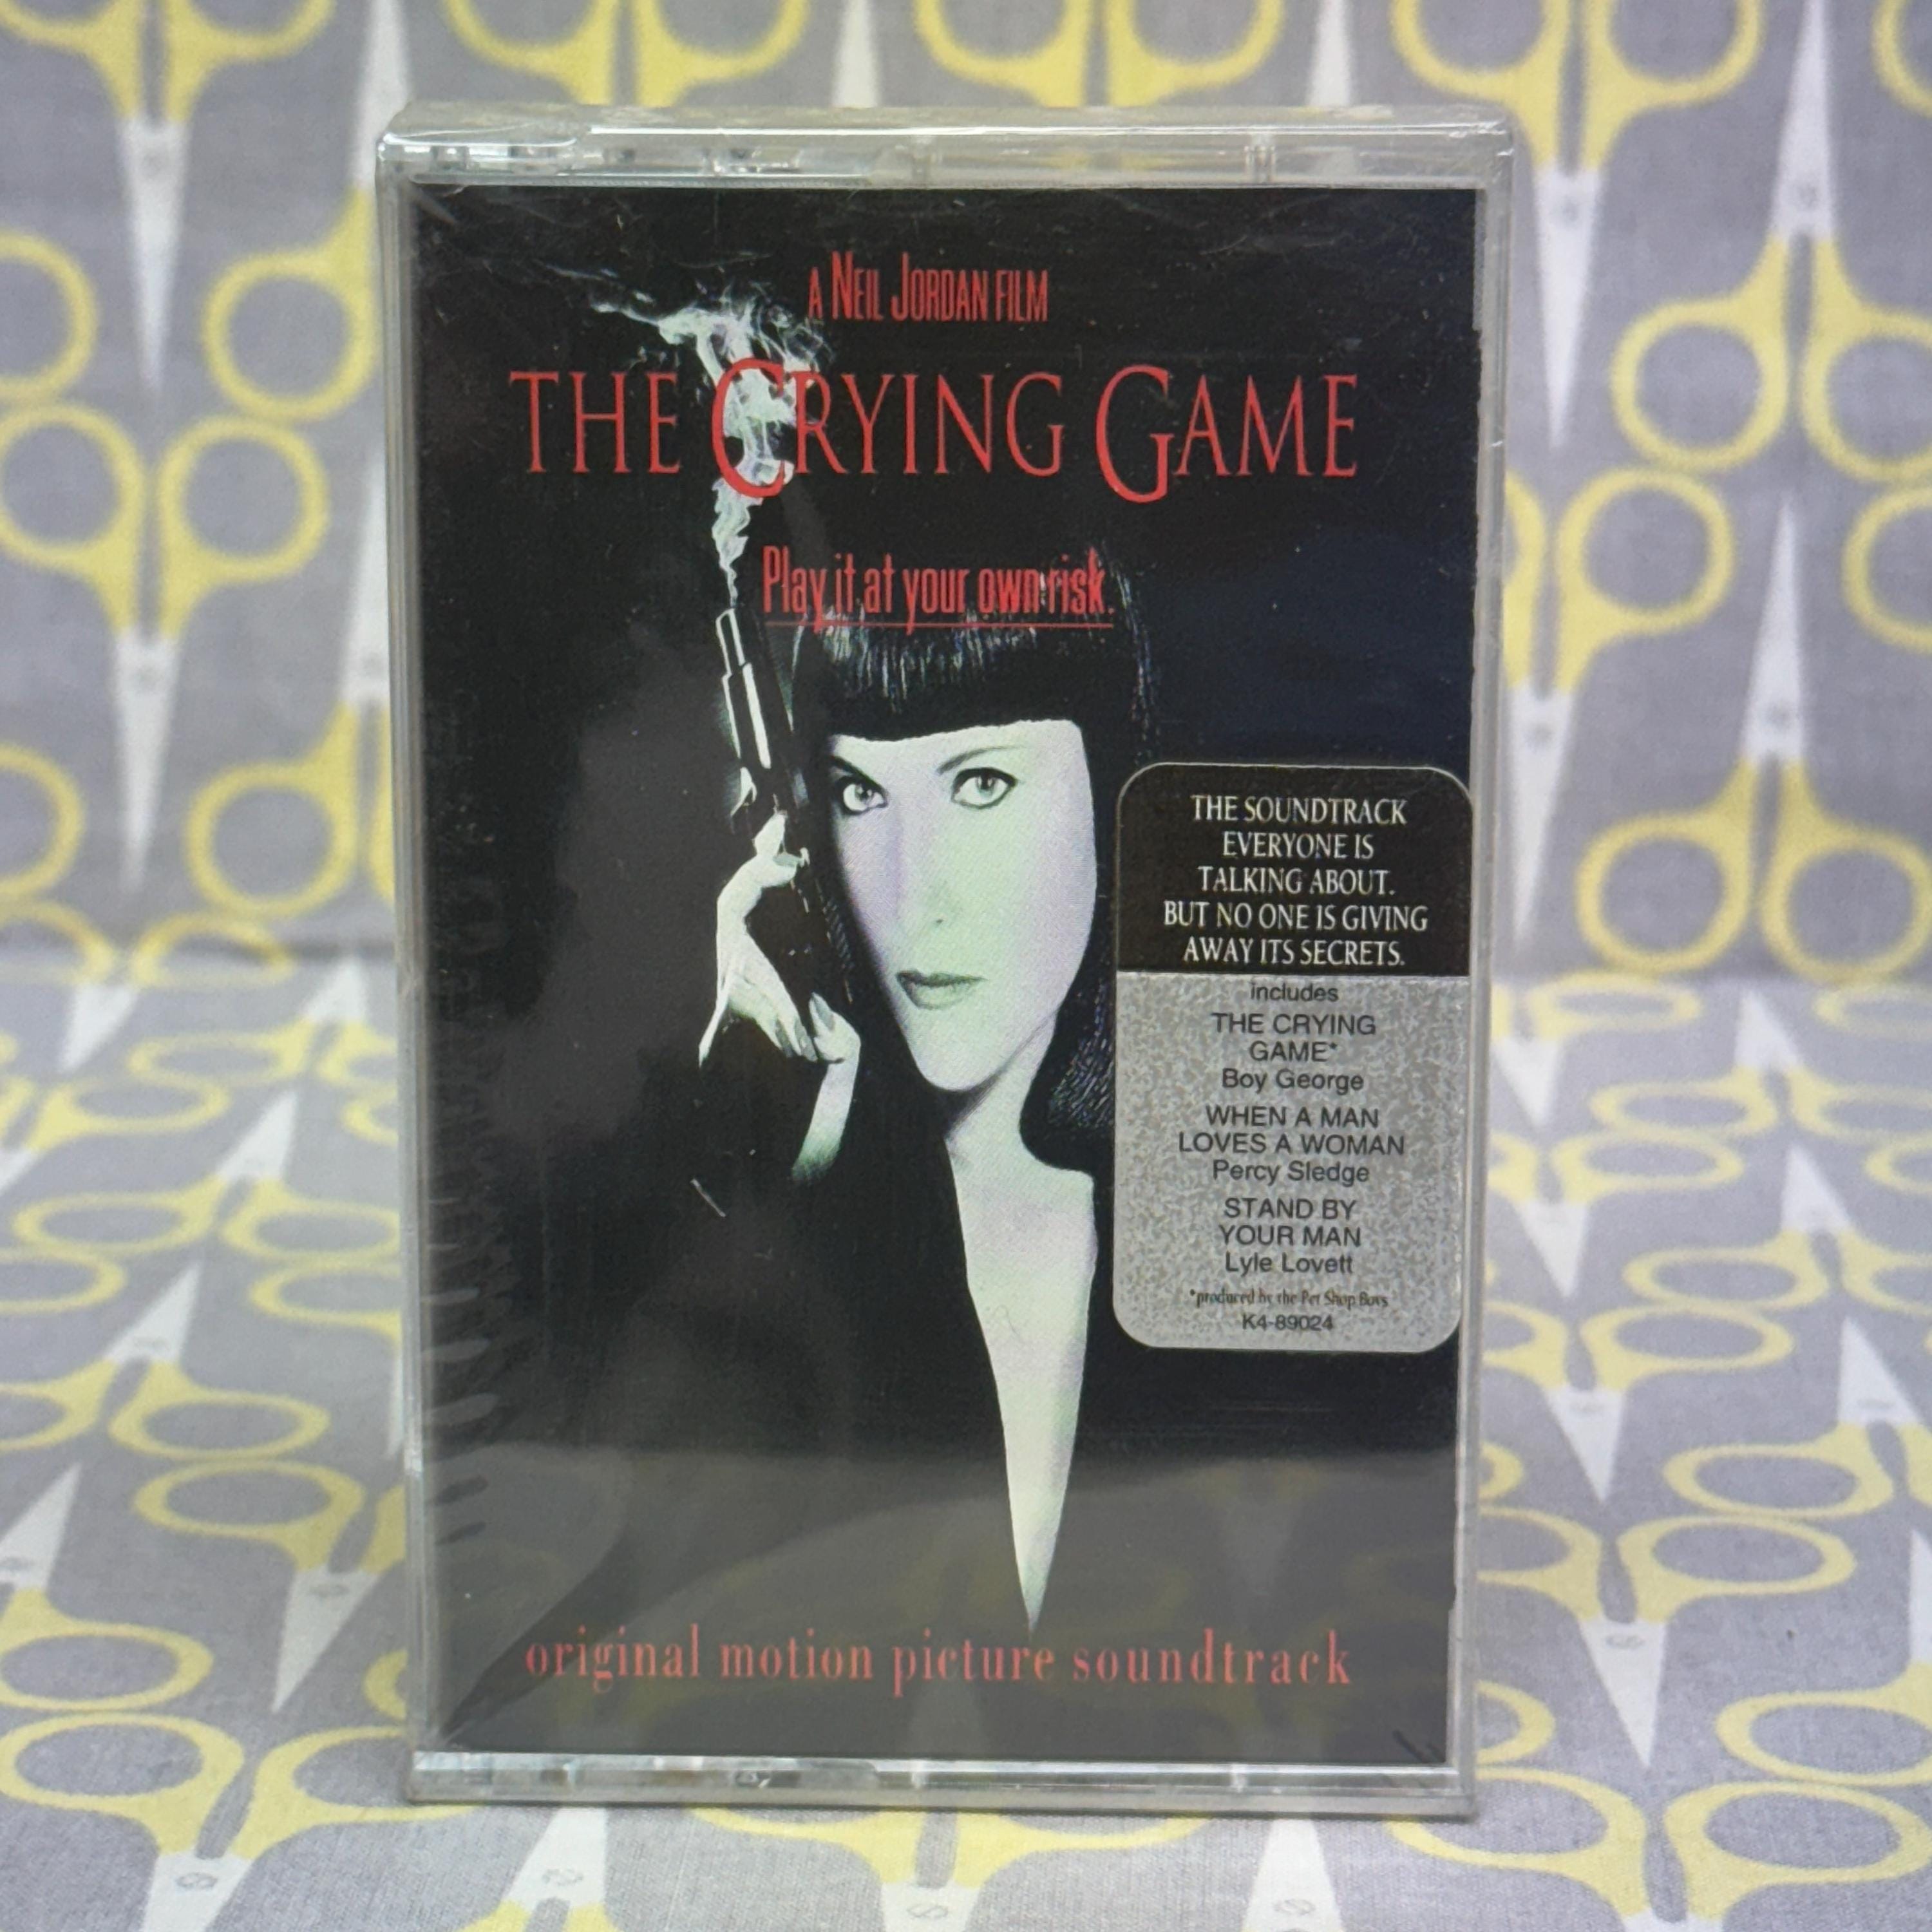 A NEIL JORDAN FILM
THE CRYING GAME
Play it at your own risk.
THE SOUNDTRACK
EVERYONE IS
TALKING ABOUT.
BUT NO ONE IS GIVING
AWAY ITS SECRETS.
includes
THE CRYING
GAME*
Boy George
WHEN A MAN
LOVES A WOMAN
Percy Sledge
STAND BY
YOUR MAN
Lyle Lovett
*produced by the Pet Shop Boys
K4-89024
original motion picture soundtrack